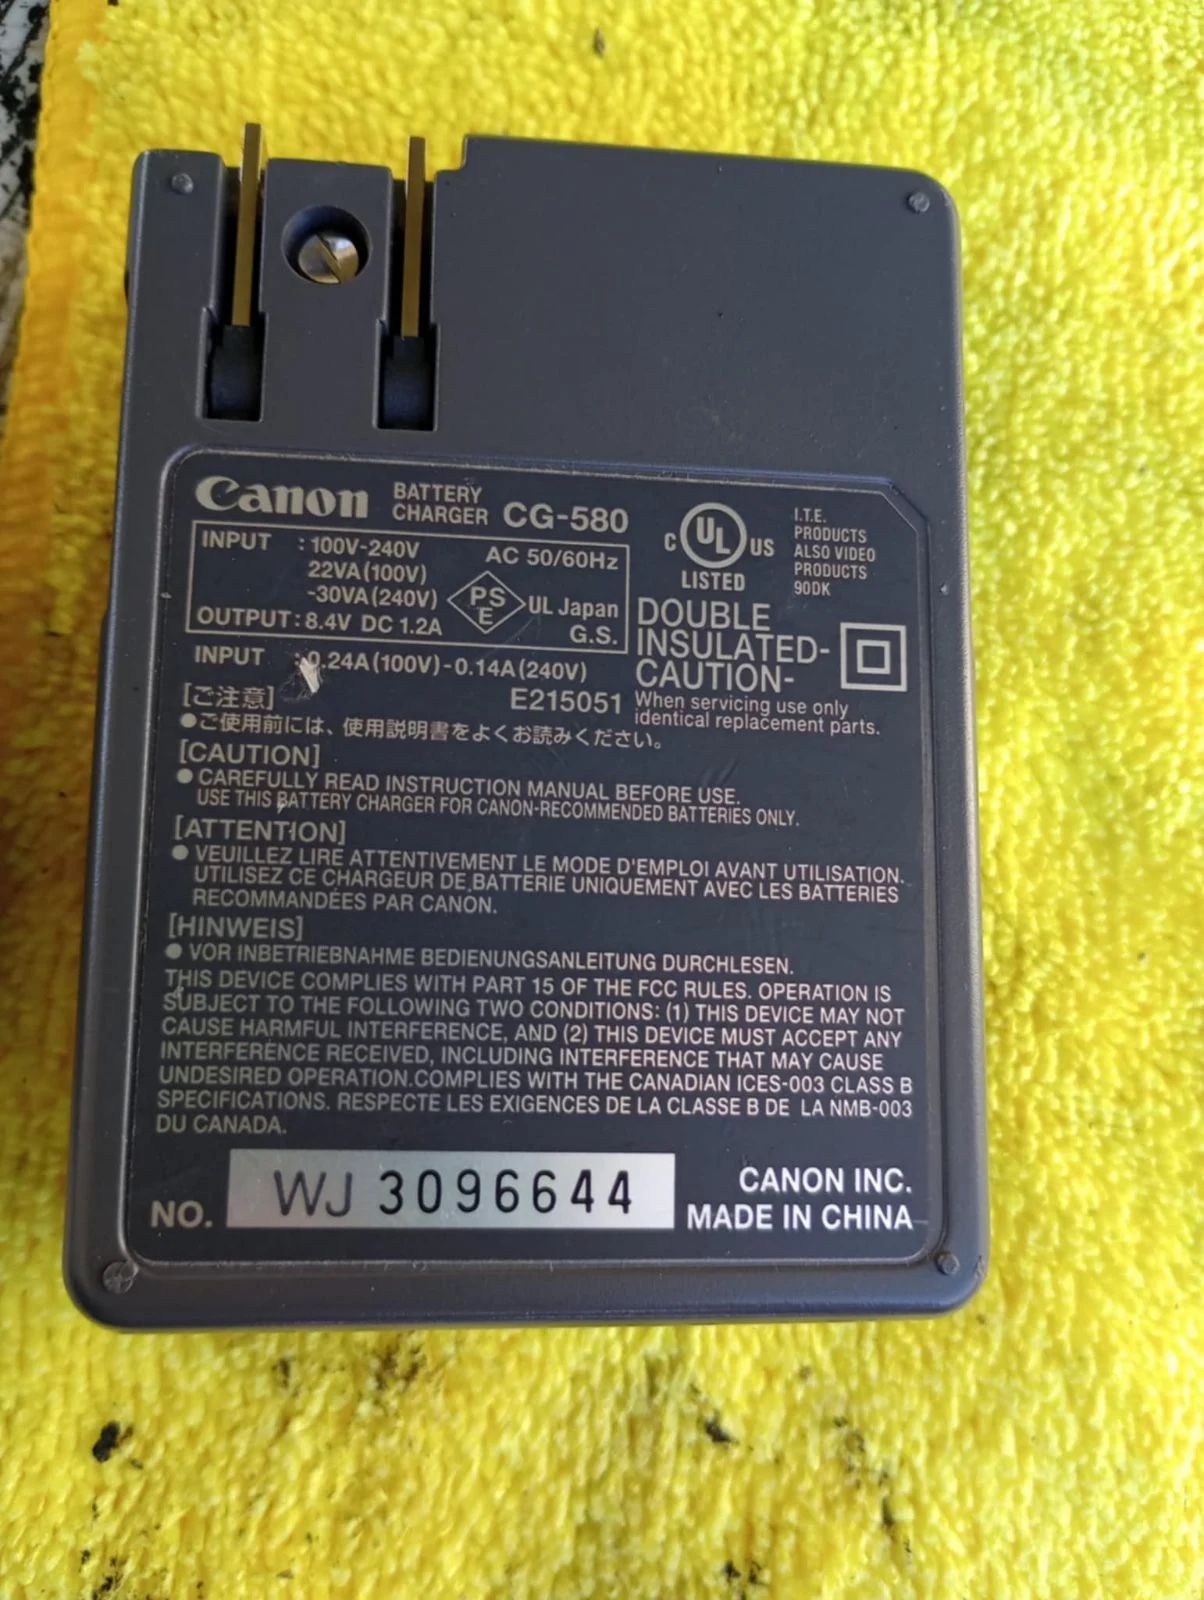 Canon BATTERY CHARGER CG-580
C UL US LISTED
I.T.E.
PRODUCTS
ALSO VIDEO
PRODUCTS
90DK
INPUT : 100V-240V AC 50/60Hz
22VA(100V)
-30VA(240V) PSE UL Japan
OUTPUT : 8.4V DC 1.2A G.S.
INPUT : 0.24A(100V)-0.14A(240V)
E215051
DOUBLE
INSULATED-
CAUTION-
When servicing use only
identical replacement parts.
[ご注意]
●ご使用前には、使用説明書をよくお読みください。
[CAUTION]
● CAREFULLY READ INSTRUCTION MANUAL BEFORE USE.
USE THIS BATTERY CHARGER FOR CANON-RECOMMENDED BATTERIES ONLY.
[ATTENTION]
● VEUILLEZ LIRE ATTENTIVEMENT LE MODE D'EMPLOI AVANT UTILISATION.
UTILISEZ CE CHARGEUR DE BATTERIE UNIQUEMENT AVEC LES BATTERIES
RECOMMANDÉES PAR CANON.
[HINWEIS]
● VOR INBETRIEBNAHME BEDIENUNGSANLEITUNG DURCHLESEN.
THIS DEVICE COMPLIES WITH PART 15 OF THE FCC RULES. OPERATION IS
SUBJECT TO THE FOLLOWING TWO CONDITIONS: (1) THIS DEVICE MAY NOT
CAUSE HARMFUL INTERFERENCE, AND (2) THIS DEVICE MUST ACCEPT ANY
INTERFERENCE RECEIVED, INCLUDING INTERFERENCE THAT MAY CAUSE
UNDESIRED OPERATION.COMPLIES WITH THE CANADIAN ICES-003 CLASS B
SPECIFICATIONS. RESPECTE LES EXIGENCES DE LA CLASSE B DE LA NMB-003
DU CANADA.
NO. WJ 3096644
CANON INC.
MADE IN CHINA